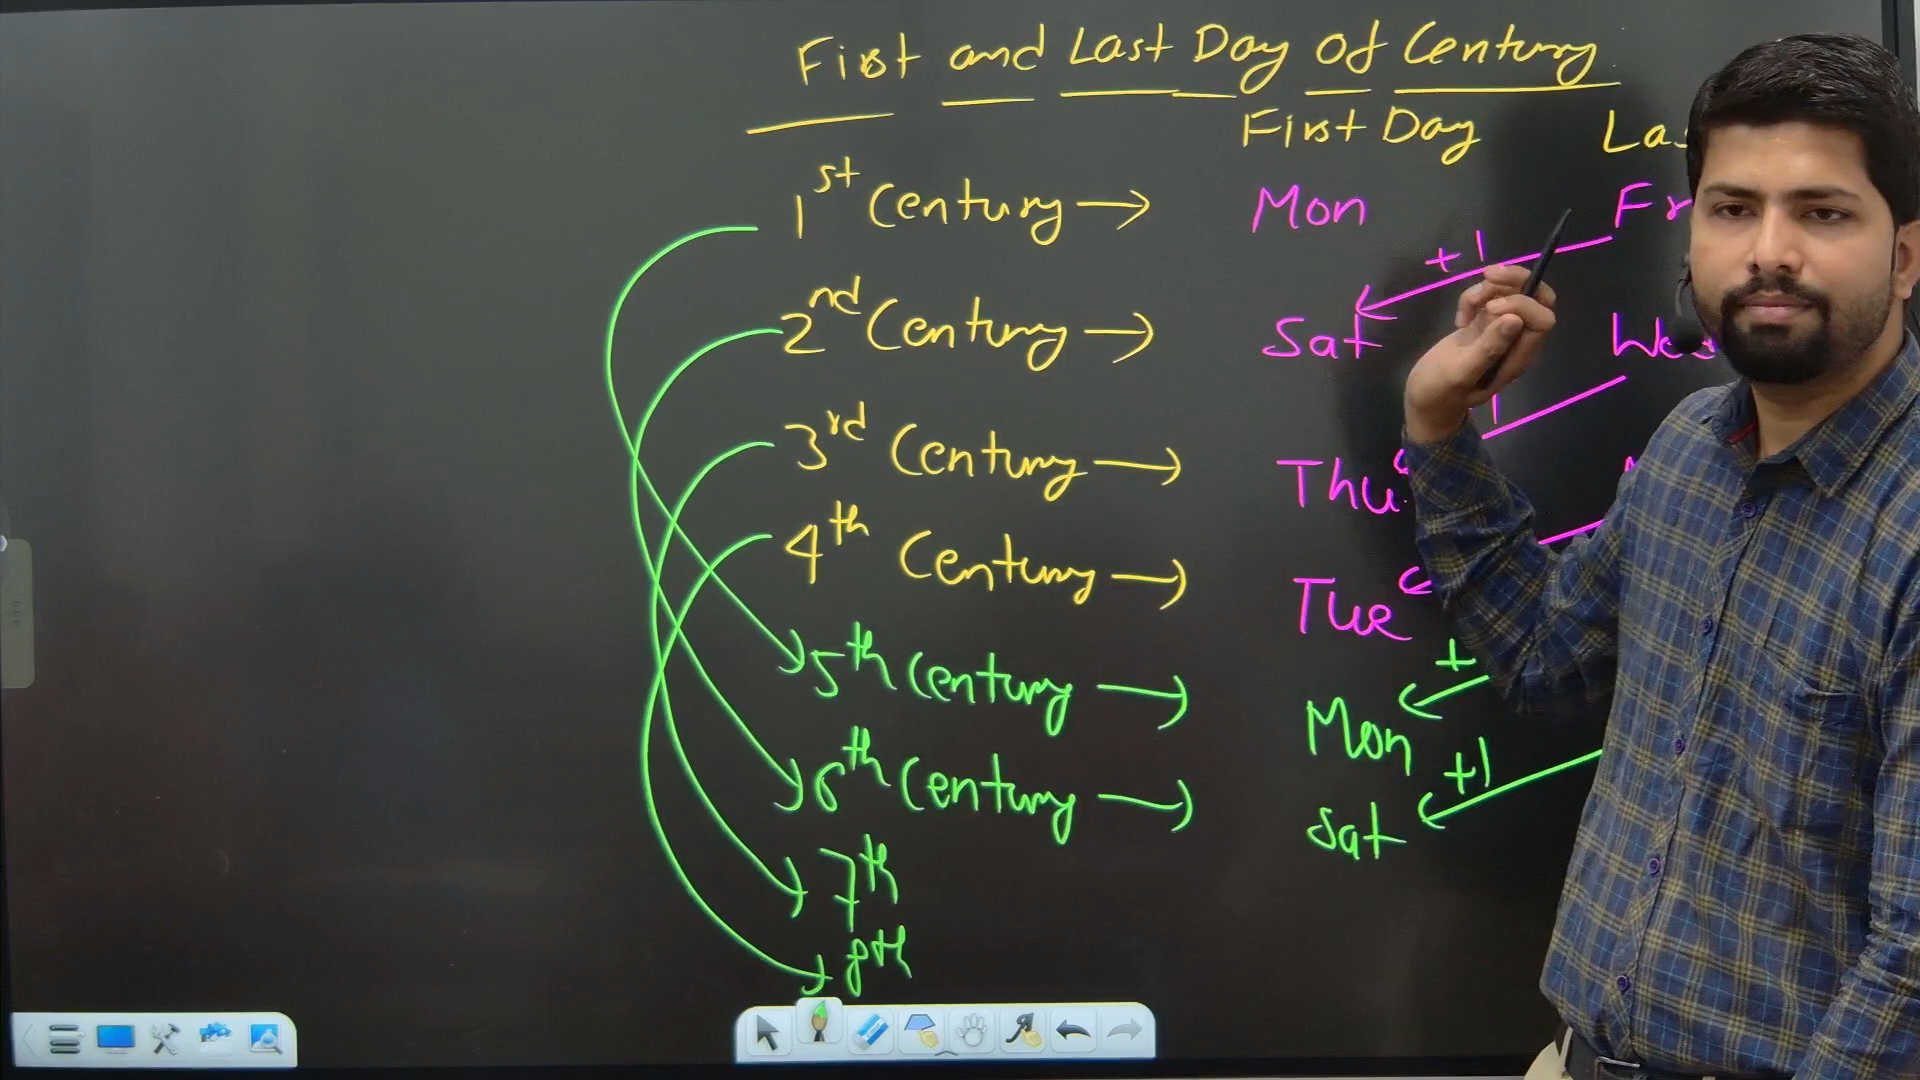 First and Last Day of Century
First Day
1st Century → Mon
+1
2nd Century → Sat
3rd Century → Thu
4th Century → Tue
+
5th Century → Mon
+1
6th Century → Sat
7th
8th